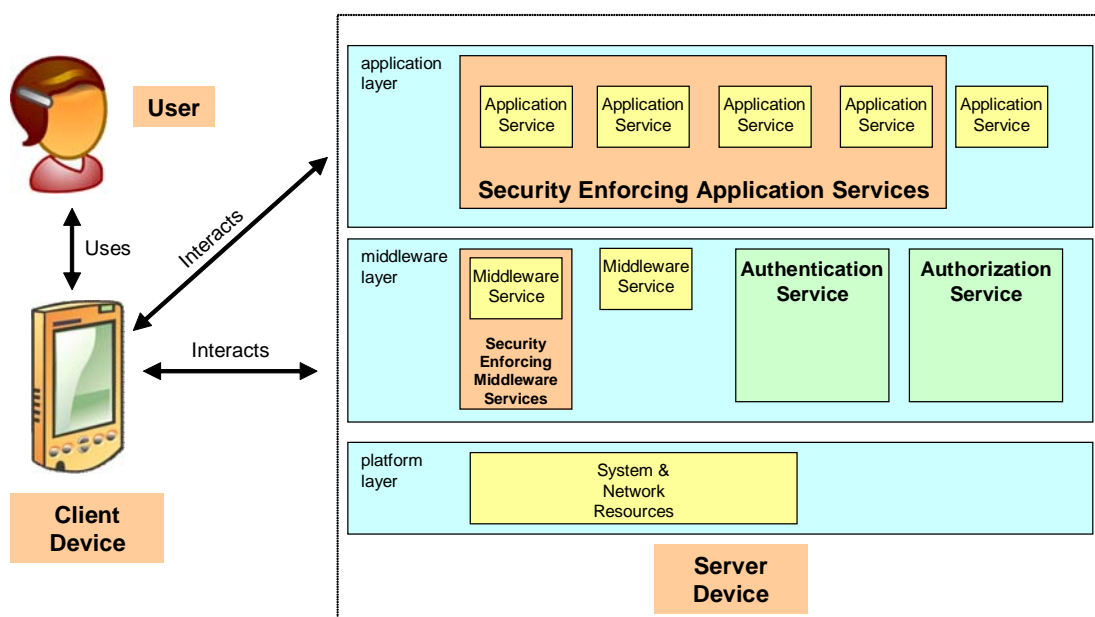 User
Uses
Client
Device
Interacts
Interacts
application
layer
Application
Service
Application
Service
Application
Service
Application
Service
Application
Service
Security Enforcing Application Services
middleware
layer
Middleware
Service
Security
Enforcing
Middleware
Services
Middleware
Service
Authentication
Service
Authorization
Service
platform
layer
System &
Network
Resources
Server
Device